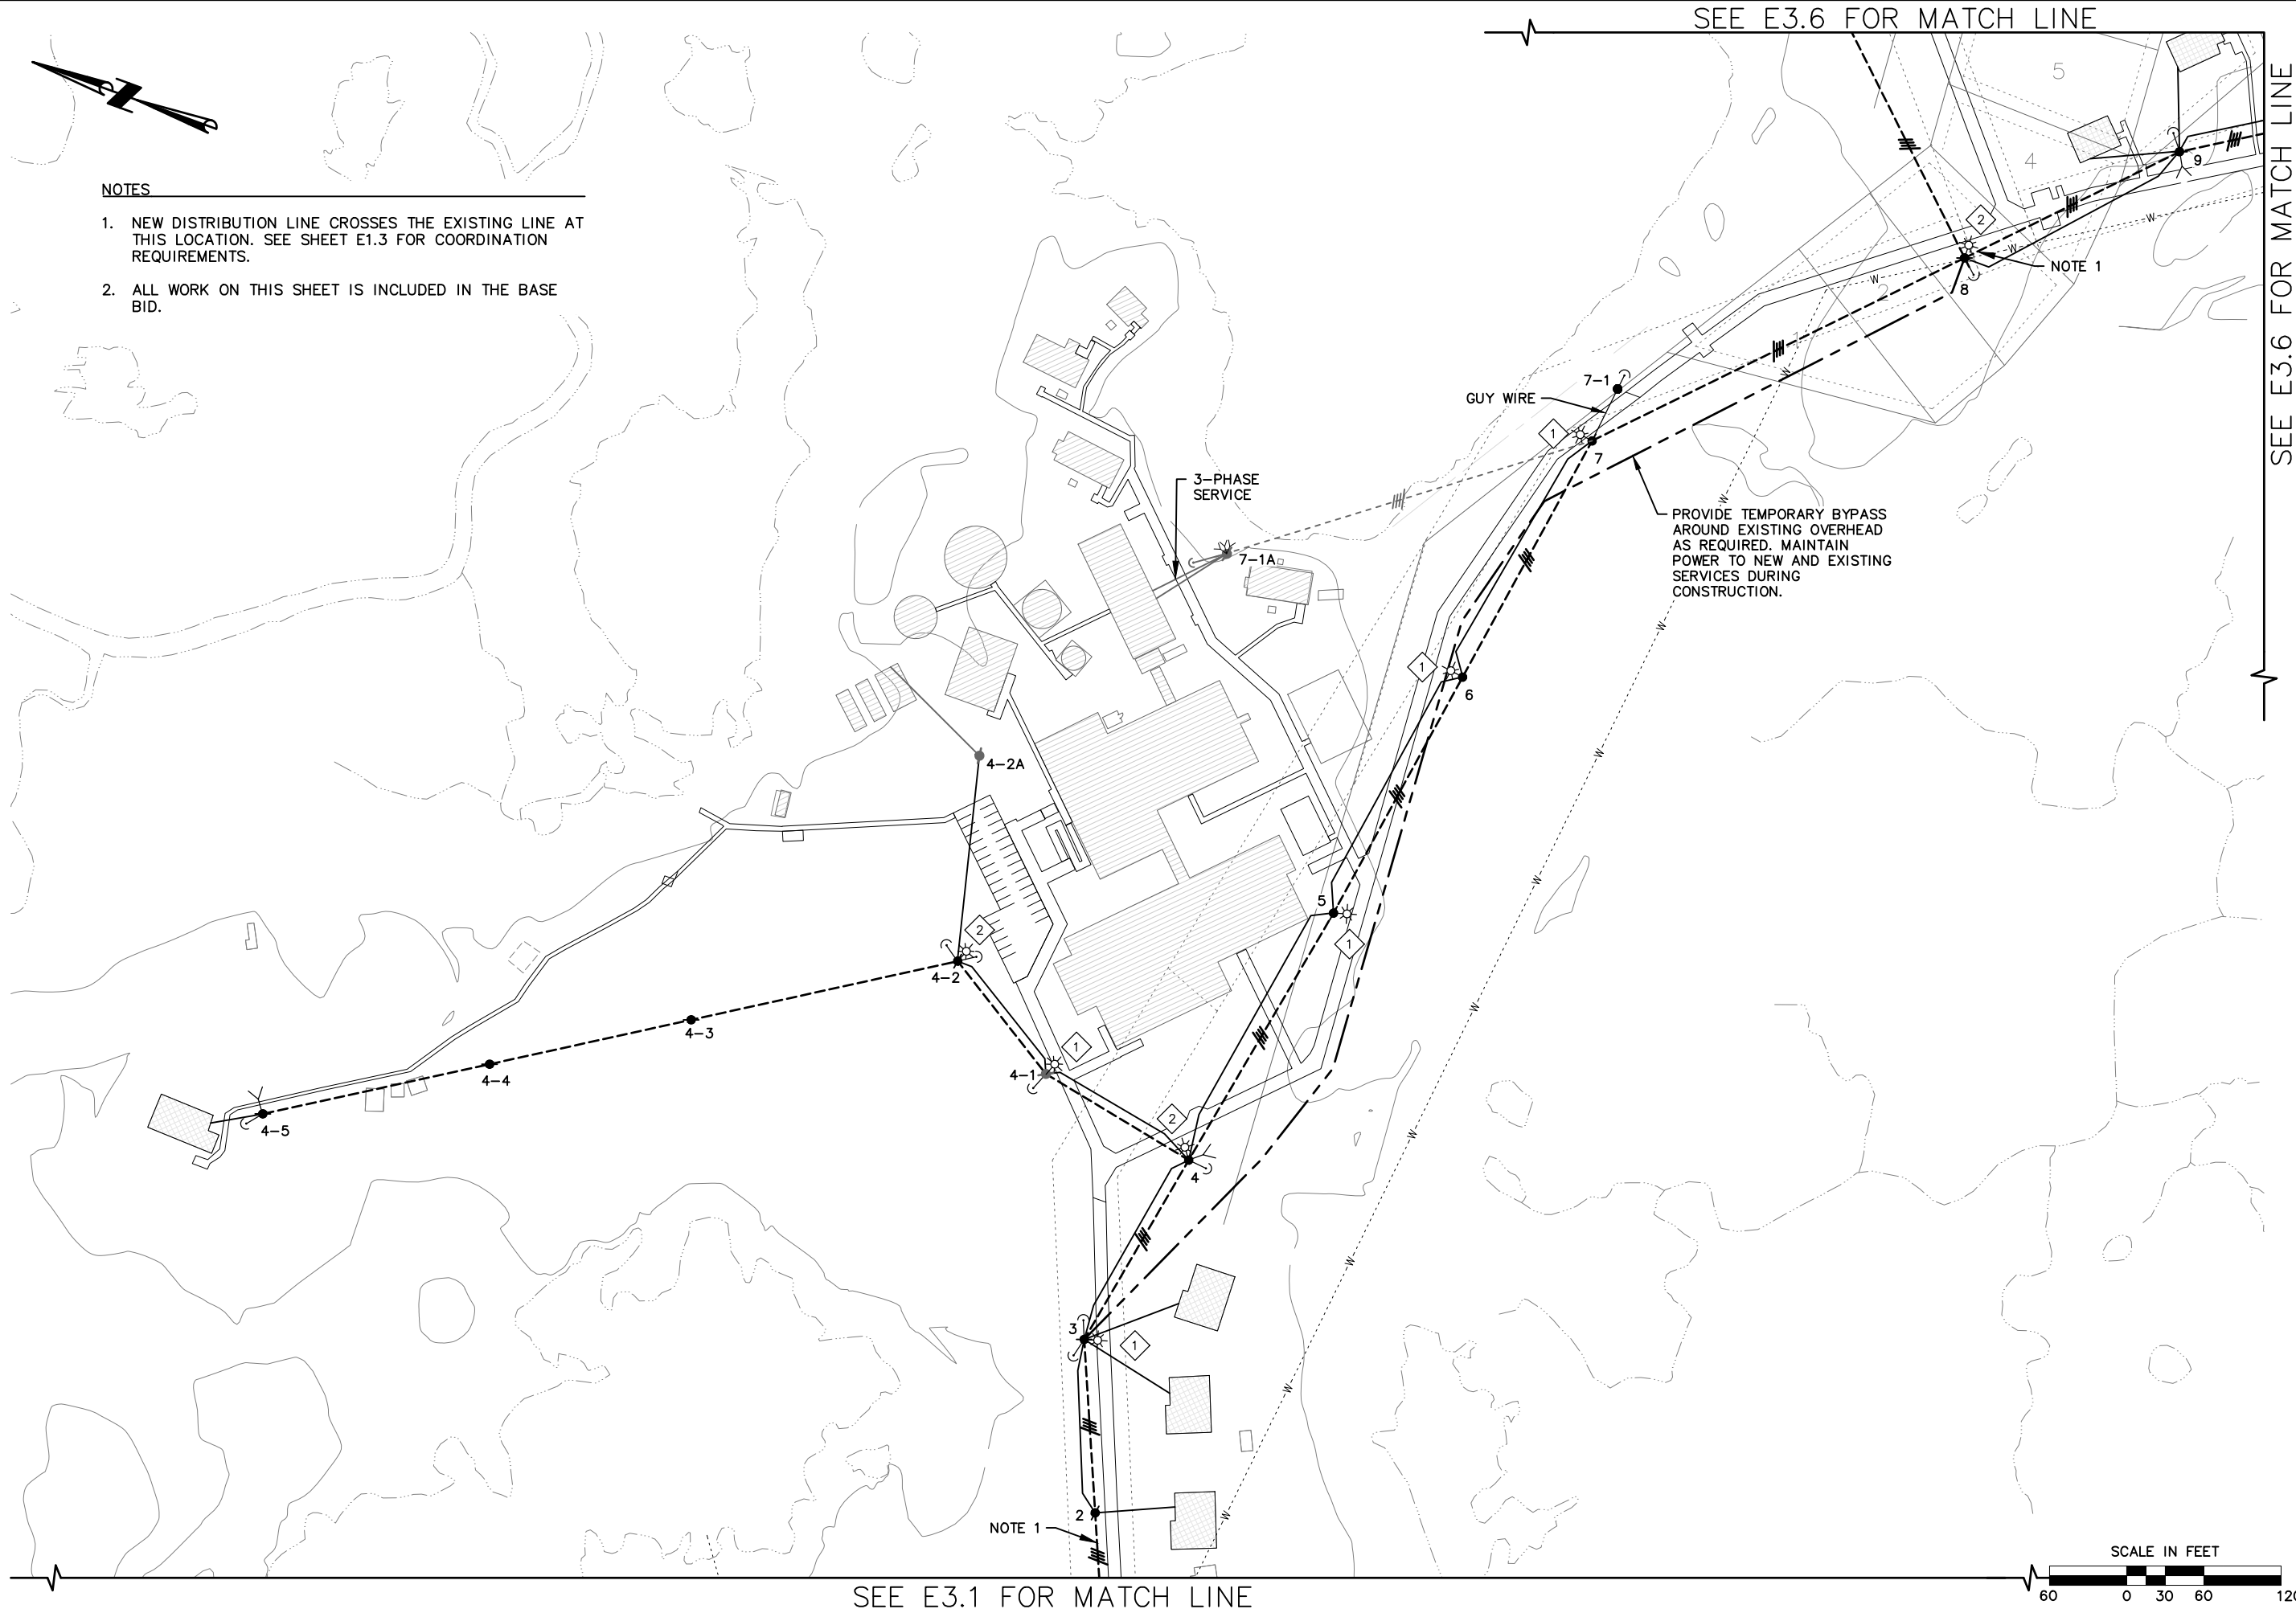 SEE E3.6 FOR MATCH LINE
SEE E3.6 FOR MATCH LINE
NOTES
1. NEW DISTRIBUTION LINE CROSSES THE EXISTING LINE AT
THIS LOCATION. SEE SHEET E1.3 FOR COORDINATION
REQUIREMENTS.
2. ALL WORK ON THIS SHEET IS INCLUDED IN THE BASE
BID.
5
4
9
2
W
W
W
NOTE 1
8
2
1
W
7-1
GUY WIRE
1
7
3-PHASE
SERVICE
W
7-1A
PROVIDE TEMPORARY BYPASS
AROUND EXISTING OVERHEAD
AS REQUIRED. MAINTAIN
POWER TO NEW AND EXISTING
SERVICES DURING
CONSTRUCTION.
W
1
6
W
4-2A
W
5
1
2
4-2
W
4-3
1
4-1
4-4
4-5
2
W
4
W
3
1
W
2
W
NOTE 1
SEE E3.1 FOR MATCH LINE
SCALE IN FEET
60 0 30 60 120